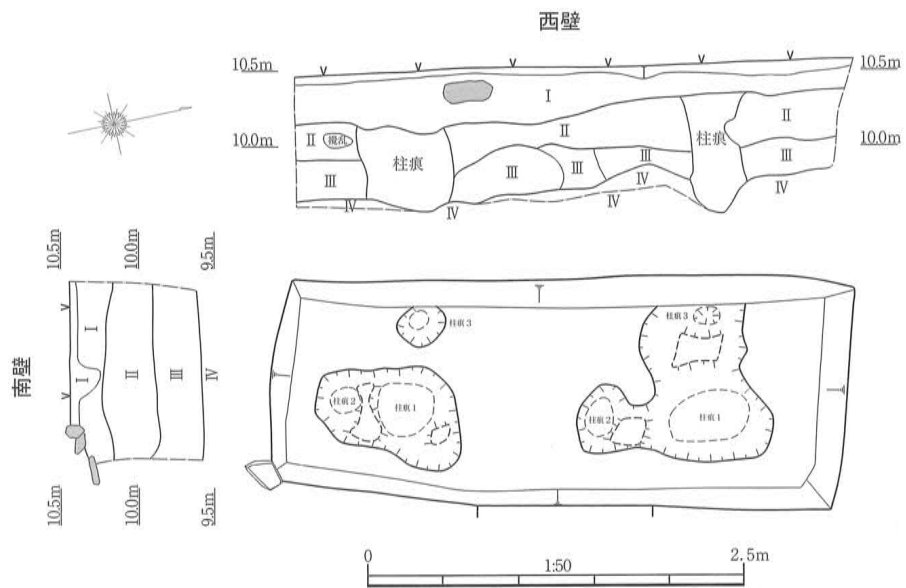 西壁
10.5m
10.5m
Ⅰ
Ⅱ
Ⅱ
Ⅱ
攪乱
10.0m
10.0m
柱痕
柱痕
Ⅲ
Ⅲ
Ⅲ
Ⅲ
Ⅲ
Ⅳ
Ⅳ
Ⅳ
Ⅳ
Ⅳ
10.5m
10.0m
9.5m
南壁
Ⅰ
Ⅰ
Ⅱ
Ⅲ
Ⅳ
10.5m
10.0m
9.5m
柱痕3
柱痕3
柱痕2
柱痕1
柱痕2
柱痕1
0
1:50
2.5m